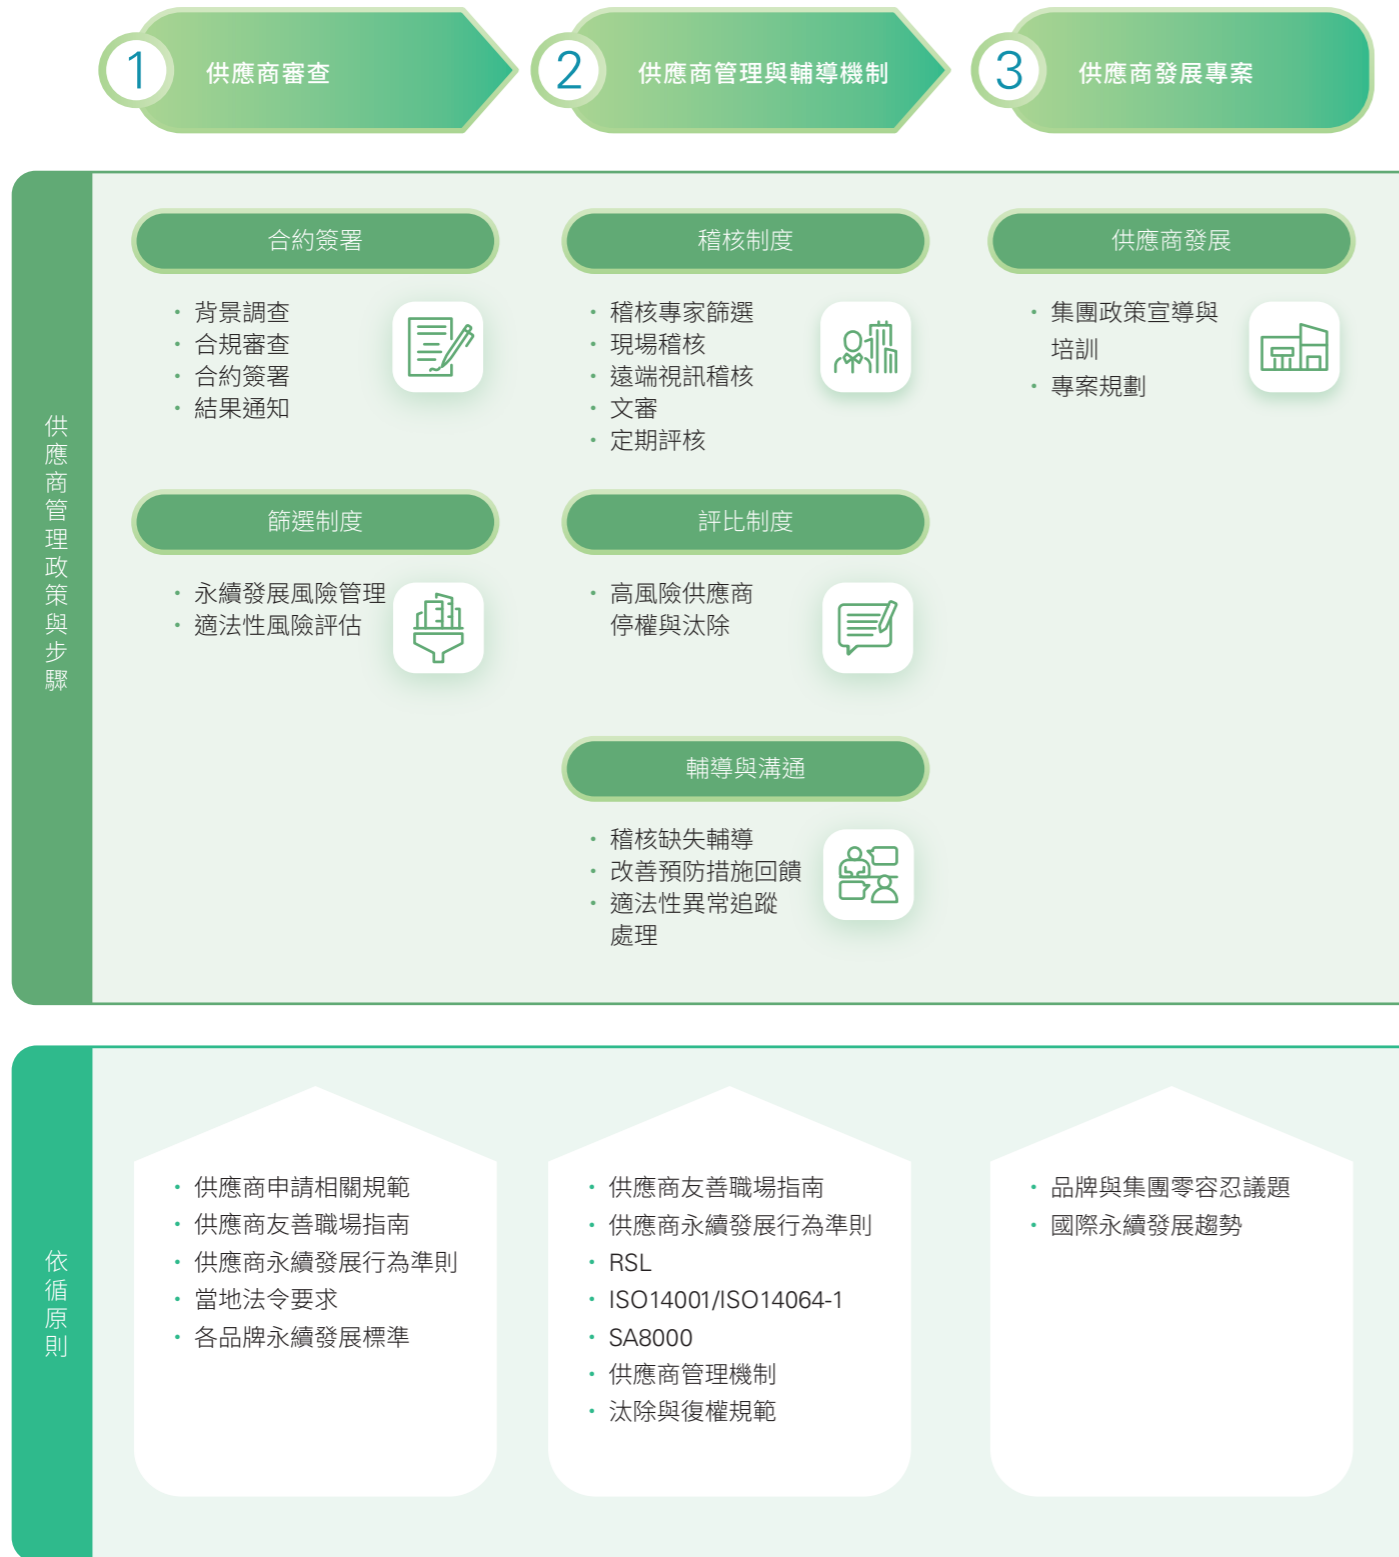 1
供應商審查
2
供應商管理與輔導機制
3
供應商發展專案
供應商管理政策與步驟
合約簽署
・背景調查
・合規審查
・合約簽署
・結果通知
篩選制度
・永續發展風險管理
・適法性風險評估
稽核制度
・稽核專家篩選
・現場稽核
・遠端視訊稽核
・文審
・定期評核
評比制度
・高風險供應商
停權與汰除
輔導與溝通
・稽核缺失輔導
・改善預防措施回饋
・適法性異常追蹤
處理
供應商發展
・集團政策宣導與
培訓
・專案規劃
依循原則
・供應商申請相關規範
・供應商友善職場指南
・供應商永續發展行為準則
・當地法令要求
・各品牌永續發展標準
・供應商友善職場指南
・供應商永續發展行為準則
・RSL
・ISO14001/ISO14064-1
・SA8000
・供應商管理機制
・汰除與復權規範
・品牌與集團零容忍議題
・國際永續發展趨勢